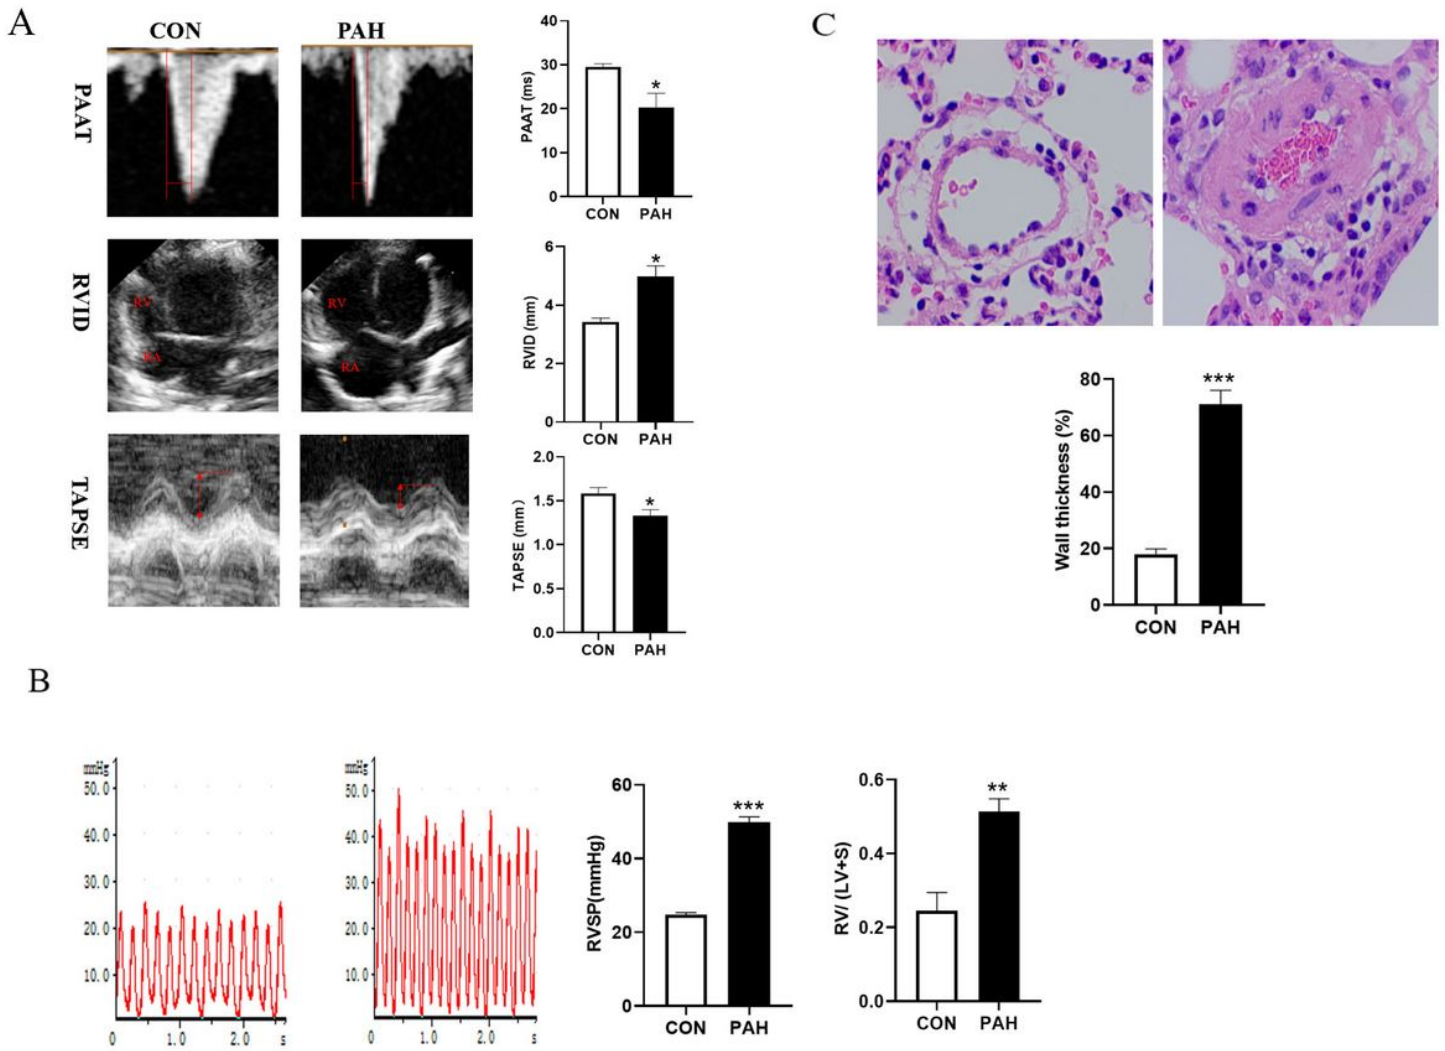 A
CON PAH
PAAT
40
30
20
10
0
PAAT (ms)
*
CON PAH
RVID
RV
RA
RV
RA
6
4
2
0
RVID (mm)
*
CON PAH
TAPSE
2.0
1.5
1.0
0.5
0.0
TAPSE (mm)
*
CON PAH
C
80
60
40
20
0
Wall thickness (%)
***
CON PAH
B
mmHg
50.0
40.0
30.0
20.0
10.0
0 1.0 2.0 s
mmHg
50.0
40.0
30.0
20.0
10.0
0 1.0 2.0 s
60
40
20
0
RVSP(mmHg)
***
CON PAH
0.6
0.4
0.2
0.0
RV/ (LV+S)
**
CON PAH